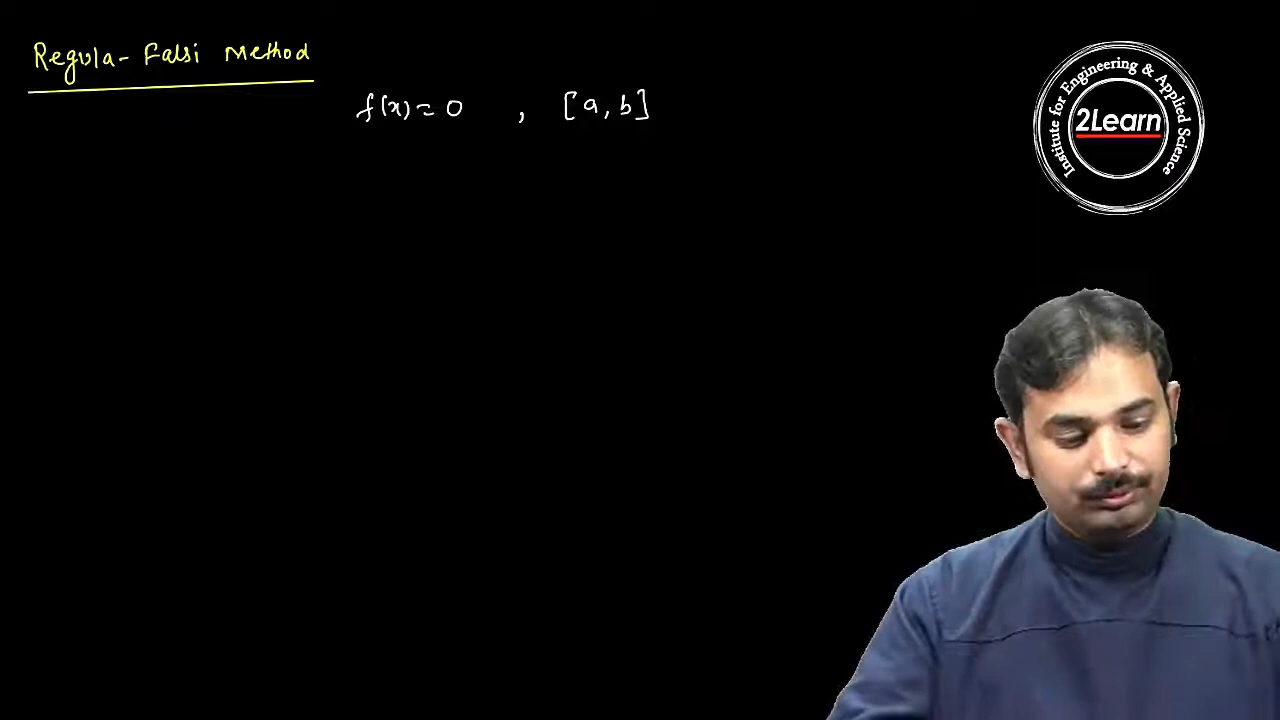 Regula-Falsi Method
f(x) = 0 , [a, b]
Institute for Engineering & Applied Science
2Learn